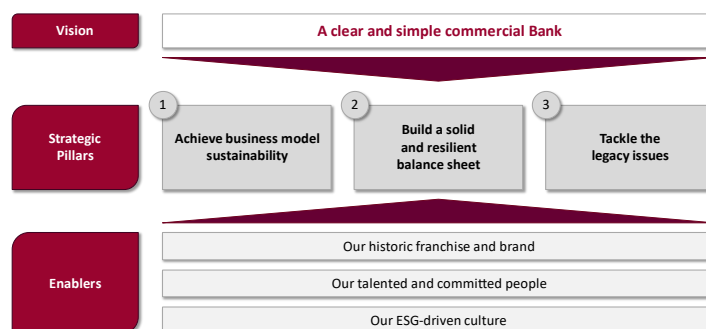 Vision
A clear and simple commercial Bank
1
2
3
Strategic
Pillars
Achieve business model
sustainability
Build a solid
and resilient
balance sheet
Tackle the
legacy issues
Enablers
Our historic franchise and brand
Our talented and committed people
Our ESG-driven culture